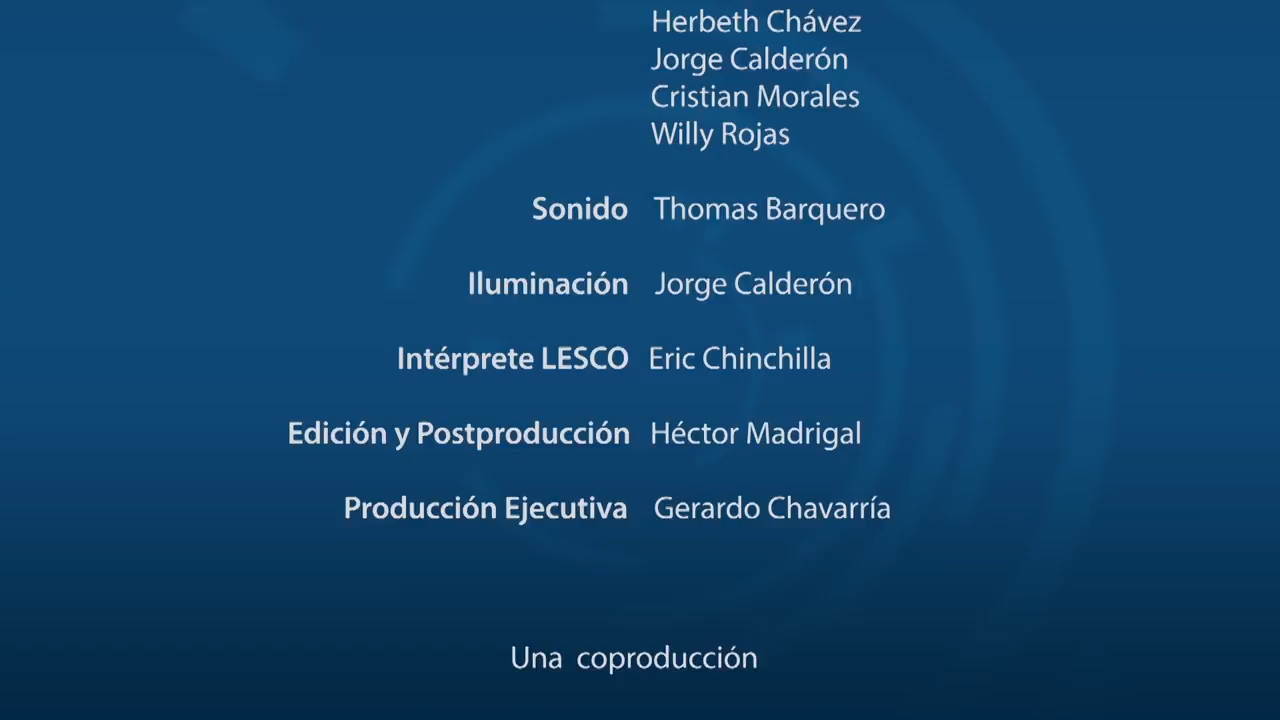 Herbeth Chávez
Jorge Calderón
Cristian Morales
Willy Rojas
Sonido Thomas Barquero
Iluminación Jorge Calderón
Intérprete LESCO Eric Chinchilla
Edición y Postproducción Héctor Madrigal
Producción Ejecutiva Gerardo Chavarría
Una coproducción